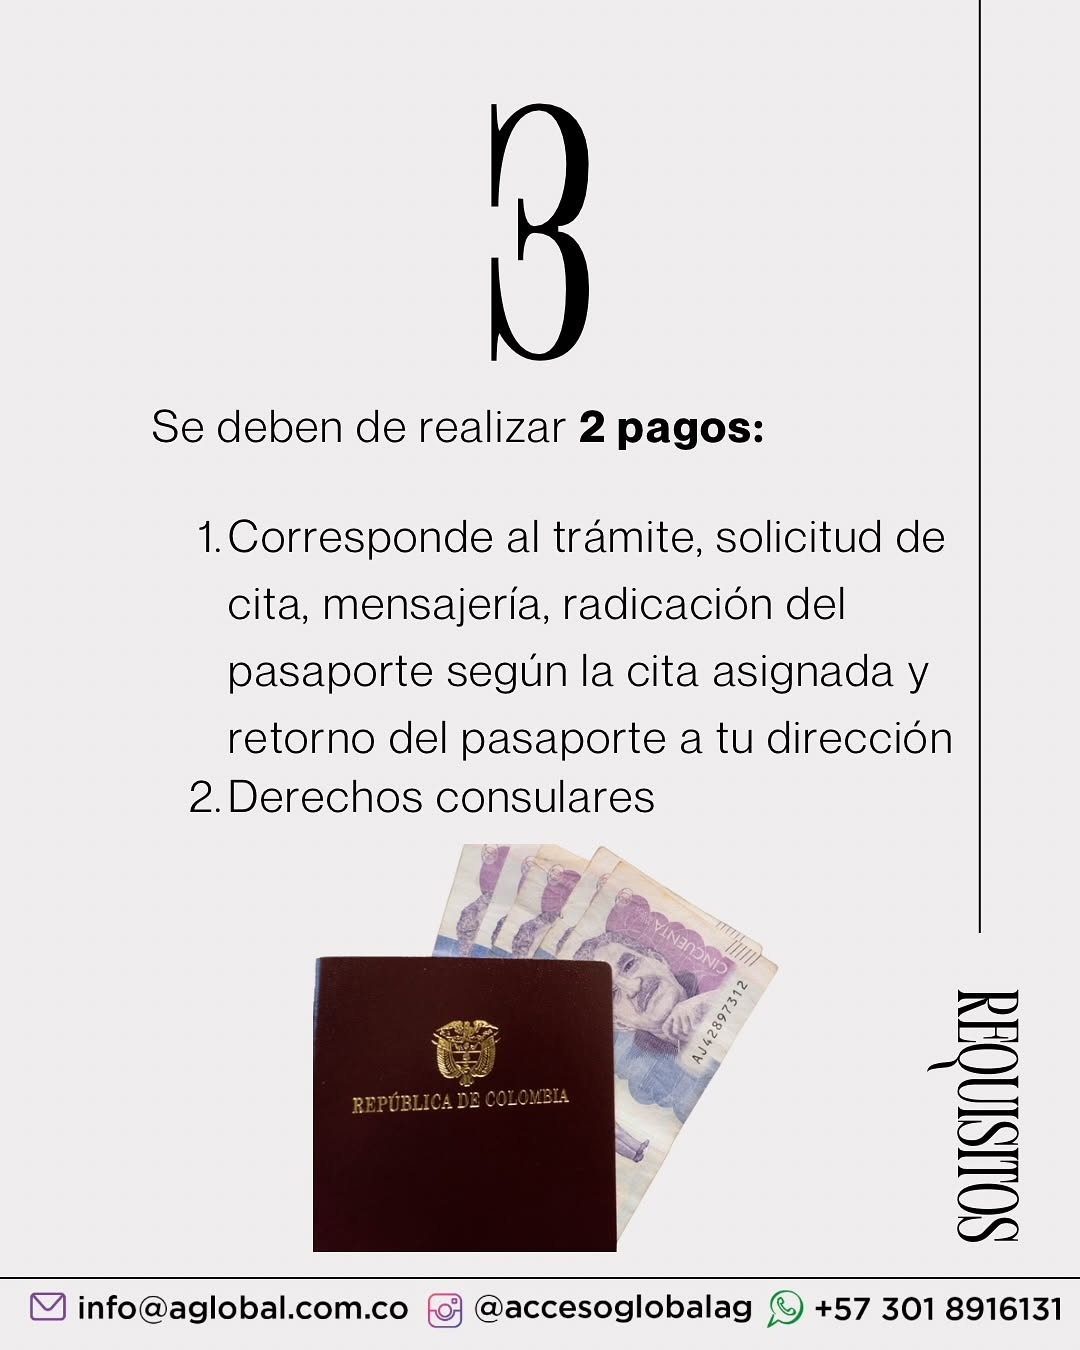 3
Se deben de realizar 2 pagos:
1. Corresponde al trámite, solicitud de
cita, mensajería, radicación del
pasaporte según la cita asignada y
retorno del pasaporte a tu dirección
2. Derechos consulares
CINCUENTA
AJ42897312
REPÚBLICA DE COLOMBIA
REQUISITOS
info@aglobal.com.co @accesoglobalag +57 301 8916131